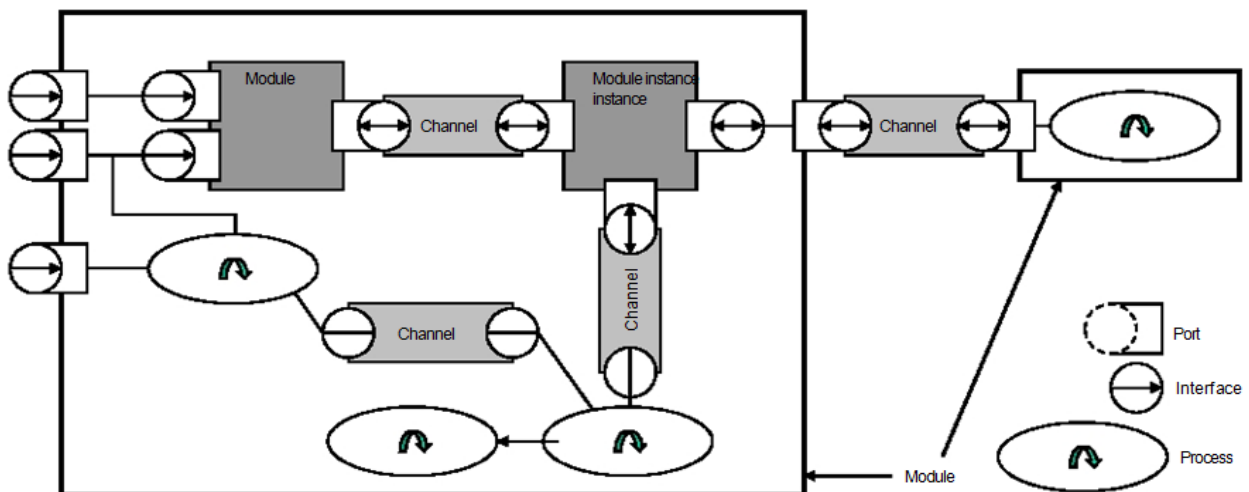 Module
Module instance
instance
Channel
Channel
Channel
Channel
Port
Interface
Process
Module